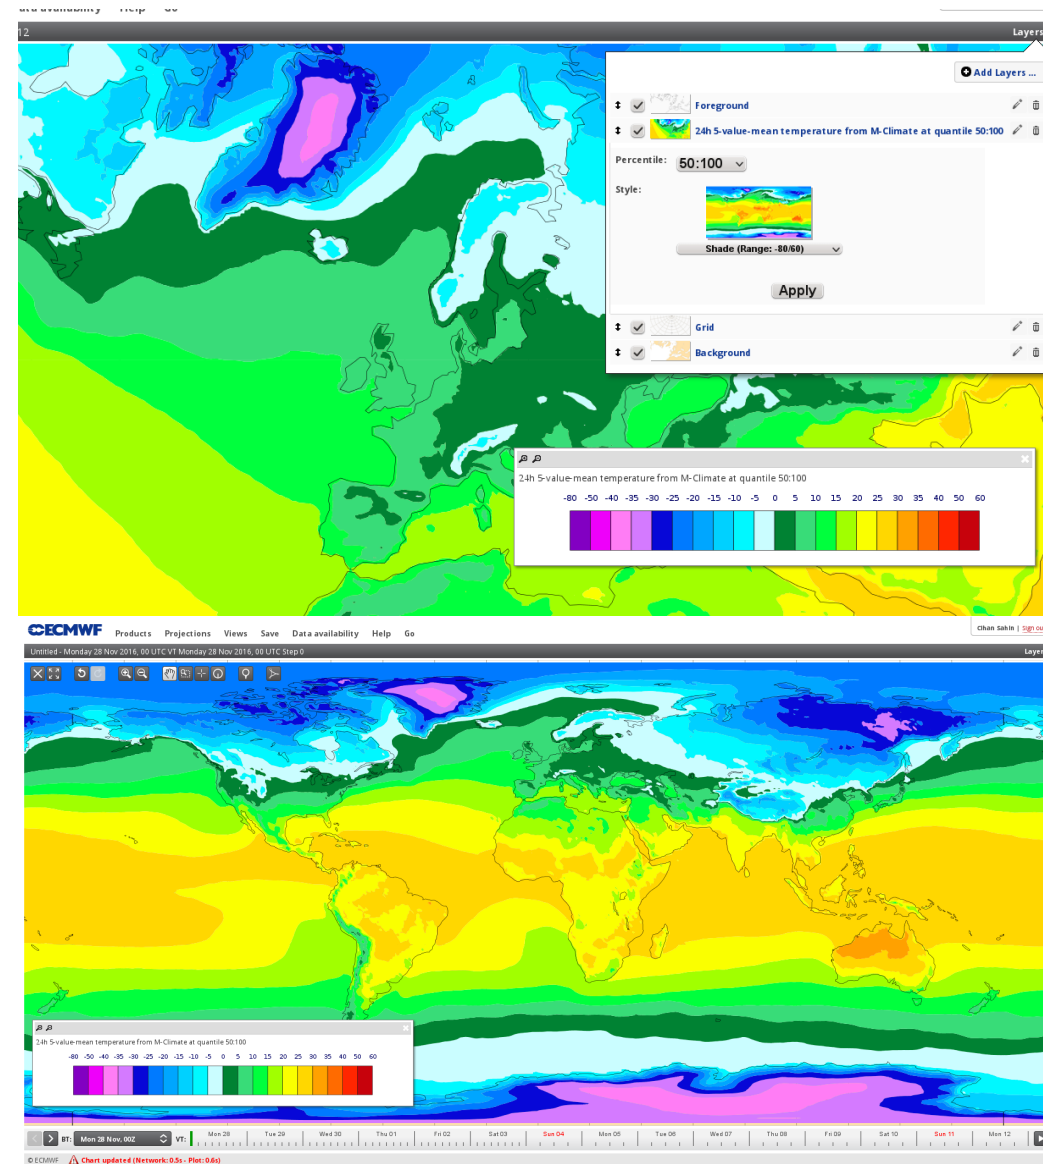 Help Go
12 Layers
Add Layers ...
Foreground
24h 5-value-mean temperature from M-Climate at quantile 50:100
Percentile: 50:100
Style:
Shade (Range: -80/60)
Apply
Grid
Background
24h 5-value-mean temperature from M-Climate at quantile 50:100
-80 -50 -40 -35 -30 -25 -20 -15 -10 -5 0 5 10 15 20 25 30 35 40 50 60
ECMWF Products Projections Views Save Data availability Help Go Cihan Sahin | Sign ou
Untitled - Monday 28 Nov 2016, 00 UTC VT Monday 28 Nov 2016, 00 UTC Step 0 Layer
24h 5-value-mean temperature from M-Climate at quantile 50:100
-80 -50 -40 -35 -30 -25 -20 -15 -10 -5 0 5 10 15 20 25 30 35 40 50 60
BT: Mon 28 Nov, 00Z VT: Mon 28 Tue 29 Wed 30 Thu 01 Fri 02 Sat 03 Sun 04 Mon 05 Tue 06 Wed 07 Thu 08 Fri 09 Sat 10 Sun 11 Mon 12
© ECMWF Chart updated (Network: 0.5s - Plot: 0.6s)